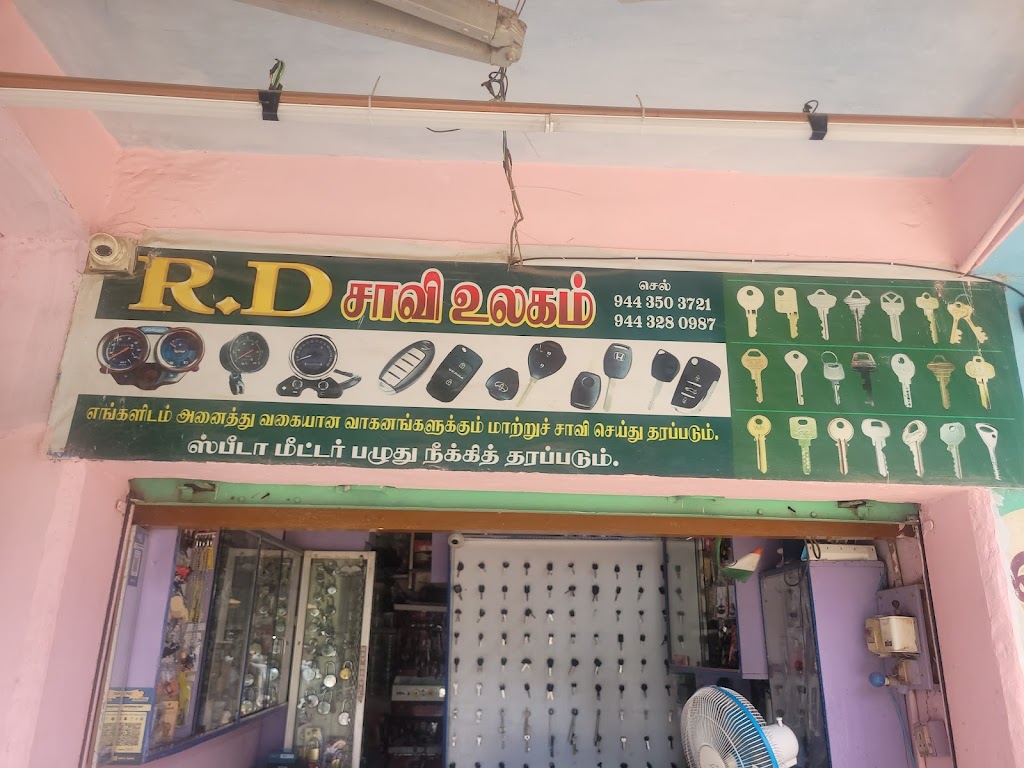 R.D சாவி உலகம்
செல்
944 350 3721
944 328 0987
எங்களிடம் அனைத்து வகையான வாகனங்களுக்கும் மாற்றுச் சாவி செய்து தரப்படும்.
ஸ்பீடா மீட்டர் பழுது நீக்கித் தரப்படும்.